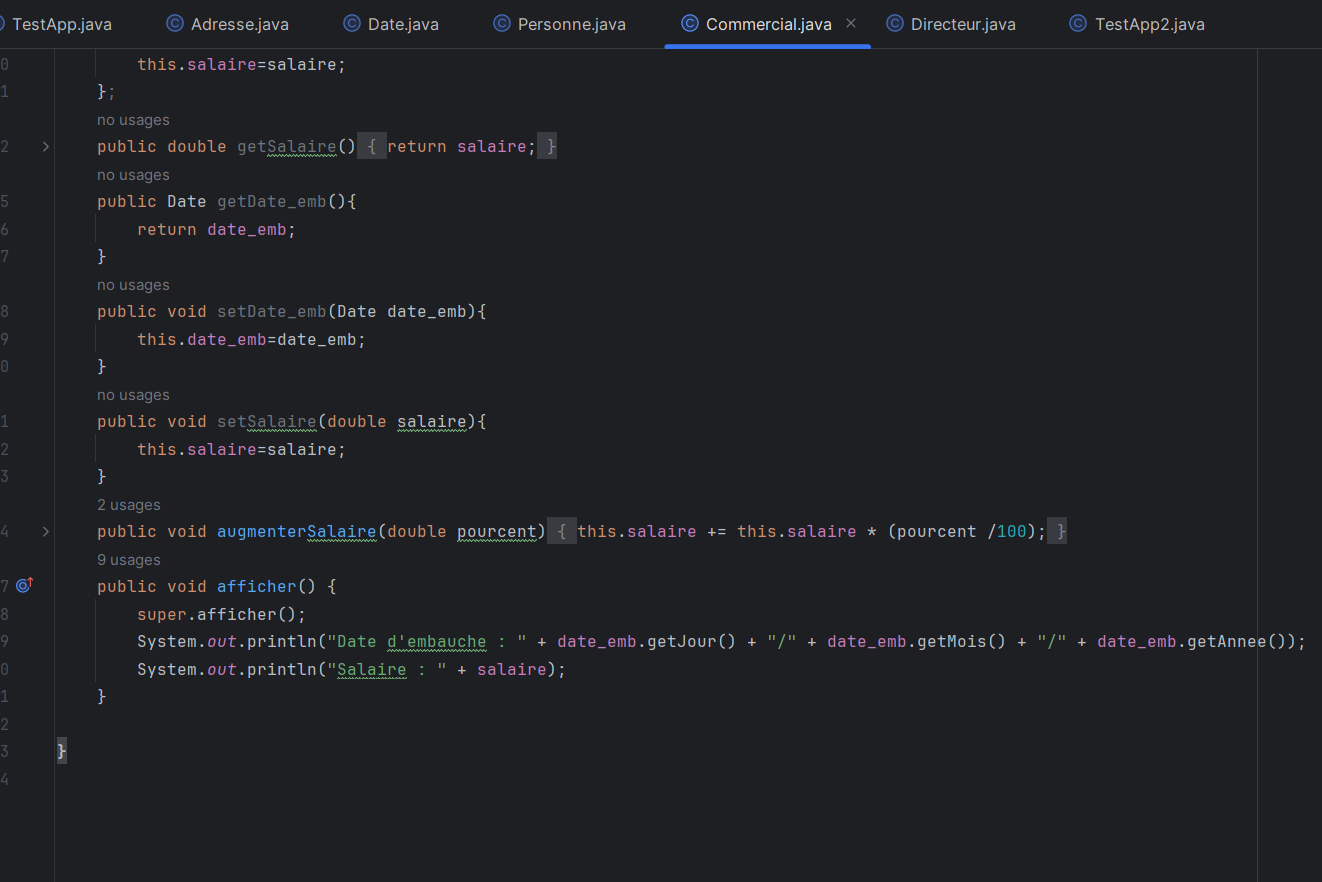 TestApp.java Adresse.java Date.java Personne.java Commercial.java Directeur.java TestApp2.java
0 this.salaire=salaire;
1 };
no usages
2 public double getSalaire() { return salaire; }
no usages
5 public Date getDate_emb(){
6 return date_emb;
7 }
no usages
8 public void setDate_emb(Date date_emb){
9 this.date_emb=date_emb;
0 }
no usages
1 public void setSalaire(double salaire){
2 this.salaire=salaire;
3 }
2 usages
4 public void augmenterSalaire(double pourcent) { this.salaire += this.salaire * (pourcent /100); }
9 usages
7 public void afficher() {
8 super.afficher();
9 System.out.println("Date d'embauche : " + date_emb.getJour() + "/" + date_emb.getMois() + "/" + date_emb.getAnnee());
0 System.out.println("Salaire : " + salaire);
1 }
2
3 }
4